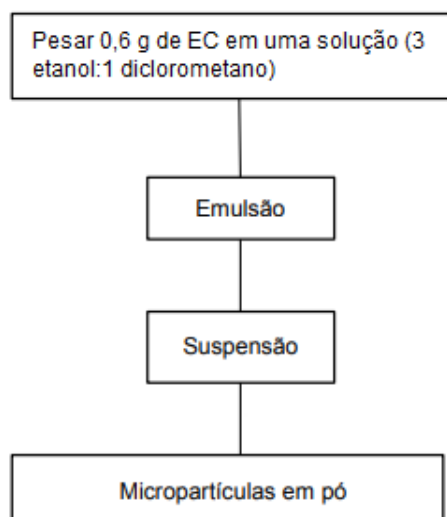 Pesar 0,6 g de EC em uma solução (3
etanol:1 diclorometano)
Emulsão
Suspensão
Micropartículas em pó